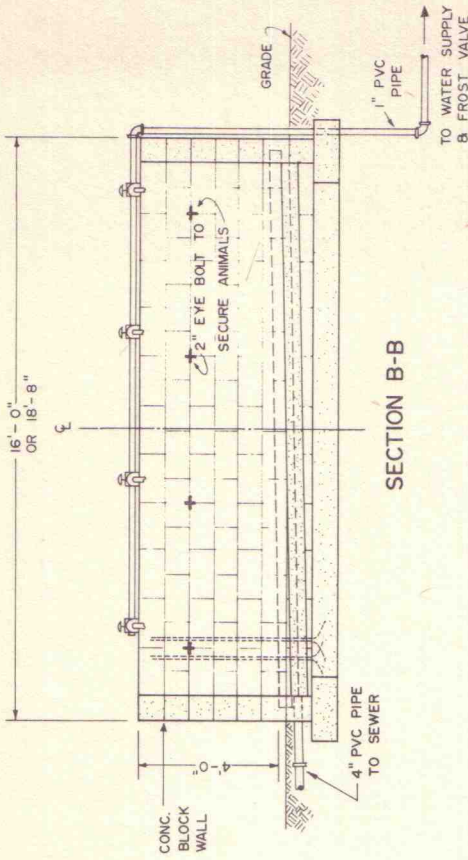 16'-0"
OR 18'-8"
℄
CONC.
BLOCK
WALL
4'-0"
2" EYE BOLT TO
SECURE ANIMALS
GRADE
1" PVC
PIPE
TO WATER SUPPLY
& FROST VALVE
4" PVC PIPE
TO SEWER
SECTION B-B